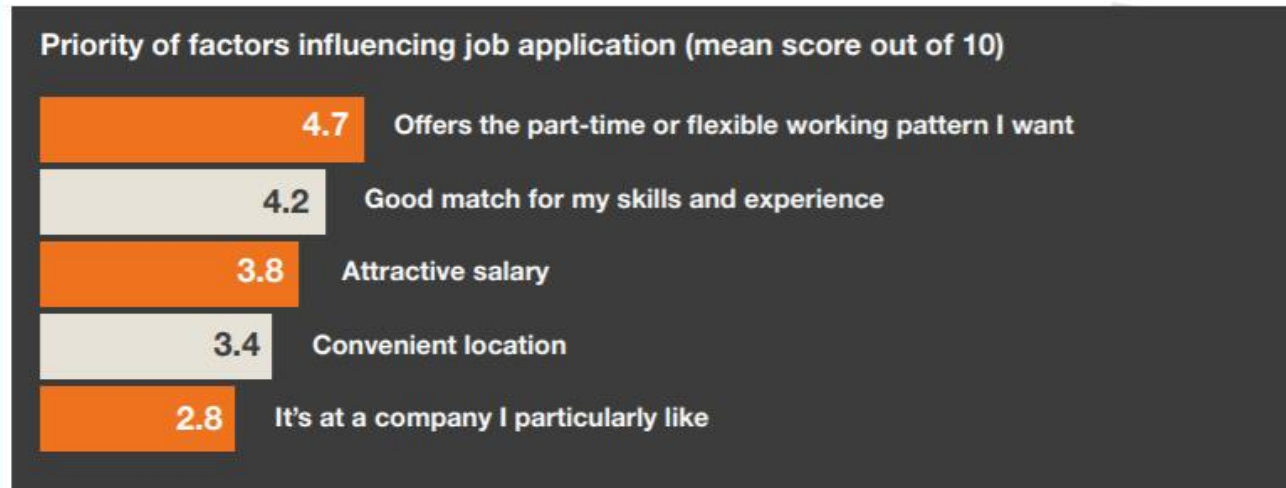 Priority of factors influencing job application (mean score out of 10)
4.7 Offers the part-time or flexible working pattern I want
4.2 Good match for my skills and experience
3.8 Attractive salary
3.4 Convenient location
2.8 It’s at a company I particularly like